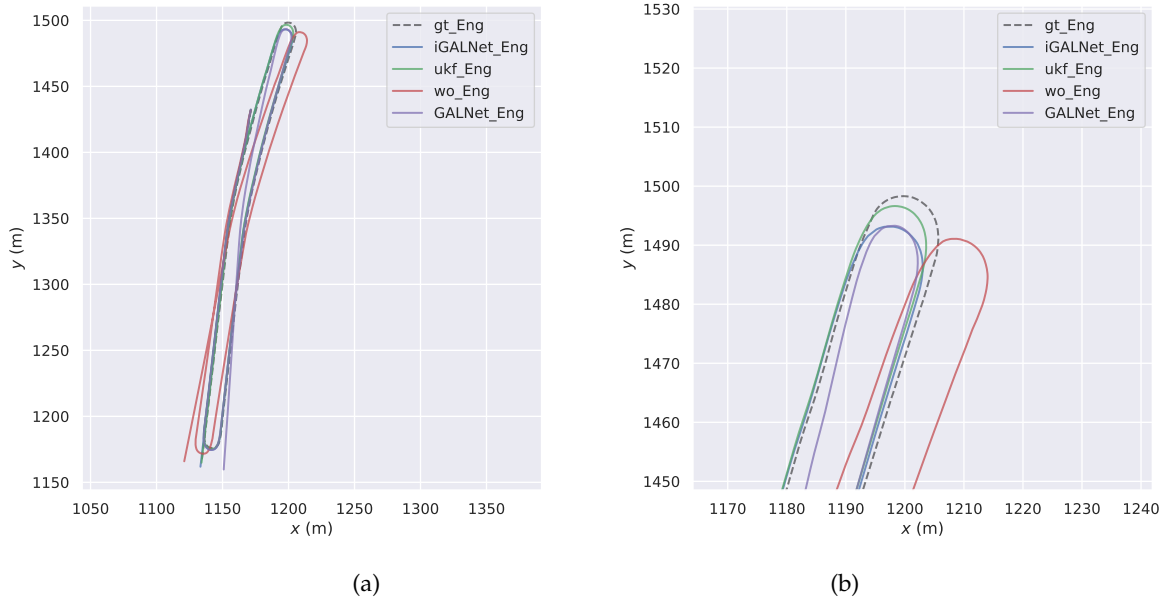 1500
1450
1400
1350
1300
1250
1200
1150
y (m)
1050
1100
1150
1200
1250
1300
1350
x (m)
gt_Eng
iGALNet_Eng
ukf_Eng
wo_Eng
GALNet_Eng
(a)
1530
1520
1510
1500
1490
1480
1470
1460
1450
y (m)
1170
1180
1190
1200
1210
1220
1230
1240
x (m)
gt_Eng
iGALNet_Eng
ukf_Eng
wo_Eng
GALNet_Eng
(b)